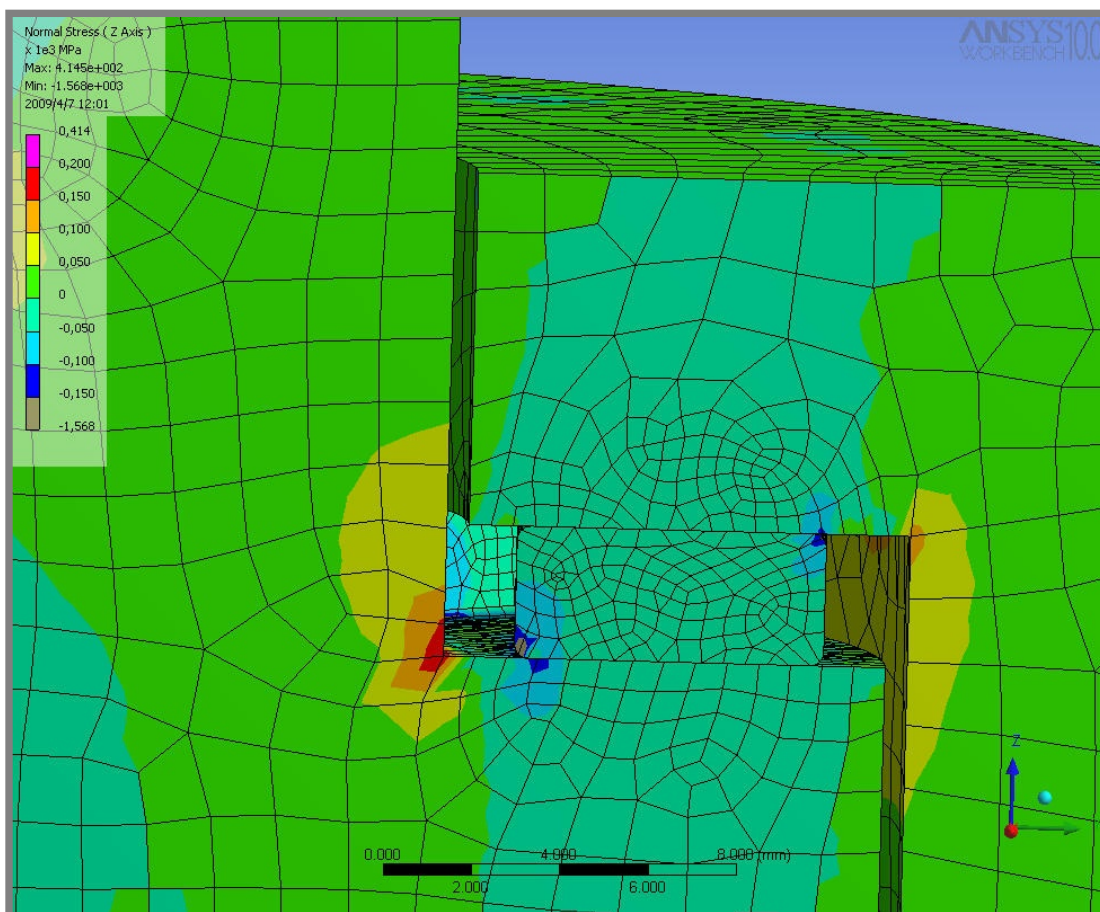 Normal Stress ( Z Axis )
x 1e3 MPa
Max: 4.145e+002
Min: -1.568e+003
2009/4/7 12:01
0,414
0,200
0,150
0,100
0,050
0
-0,050
-0,100
-0,150
-1,568
ANSYS 10.0
WORKBENCH
Z
0.000
4.000
8.000 (mm)
2.000
6.000